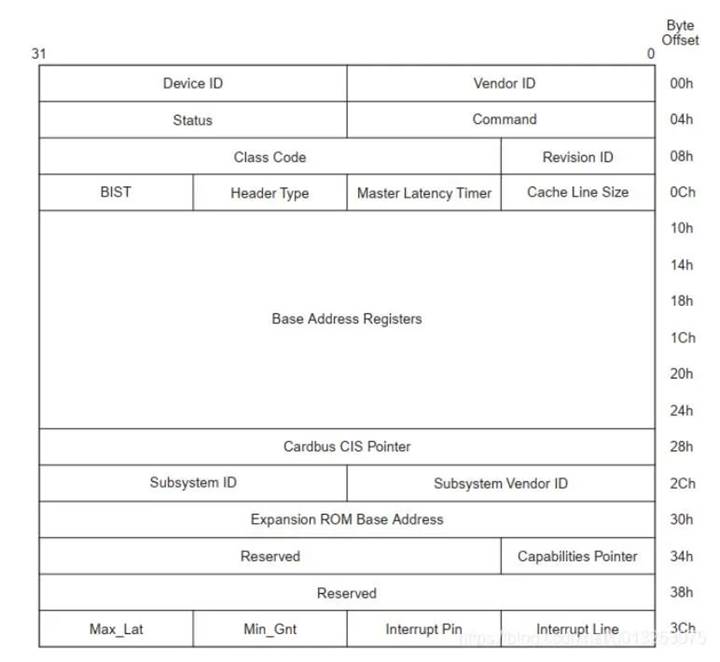 Byte
Offset
31 0
Device ID Vendor ID 00h
Status Command 04h
Class Code Revision ID 08h
BIST Header Type Master Latency Timer Cache Line Size 0Ch
10h
14h
18h
Base Address Registers
1Ch
20h
24h
Cardbus CIS Pointer 28h
Subsystem ID Subsystem Vendor ID 2Ch
Expansion ROM Base Address 30h
Reserved Capabilities Pointer 34h
Reserved 38h
Max_Lat Min_Gnt Interrupt Pin Interrupt Line 3Ch